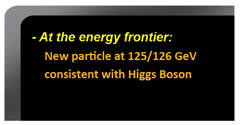 - At the energy frontier:
New particle at 125/126 GeV
consistent with Higgs Boson